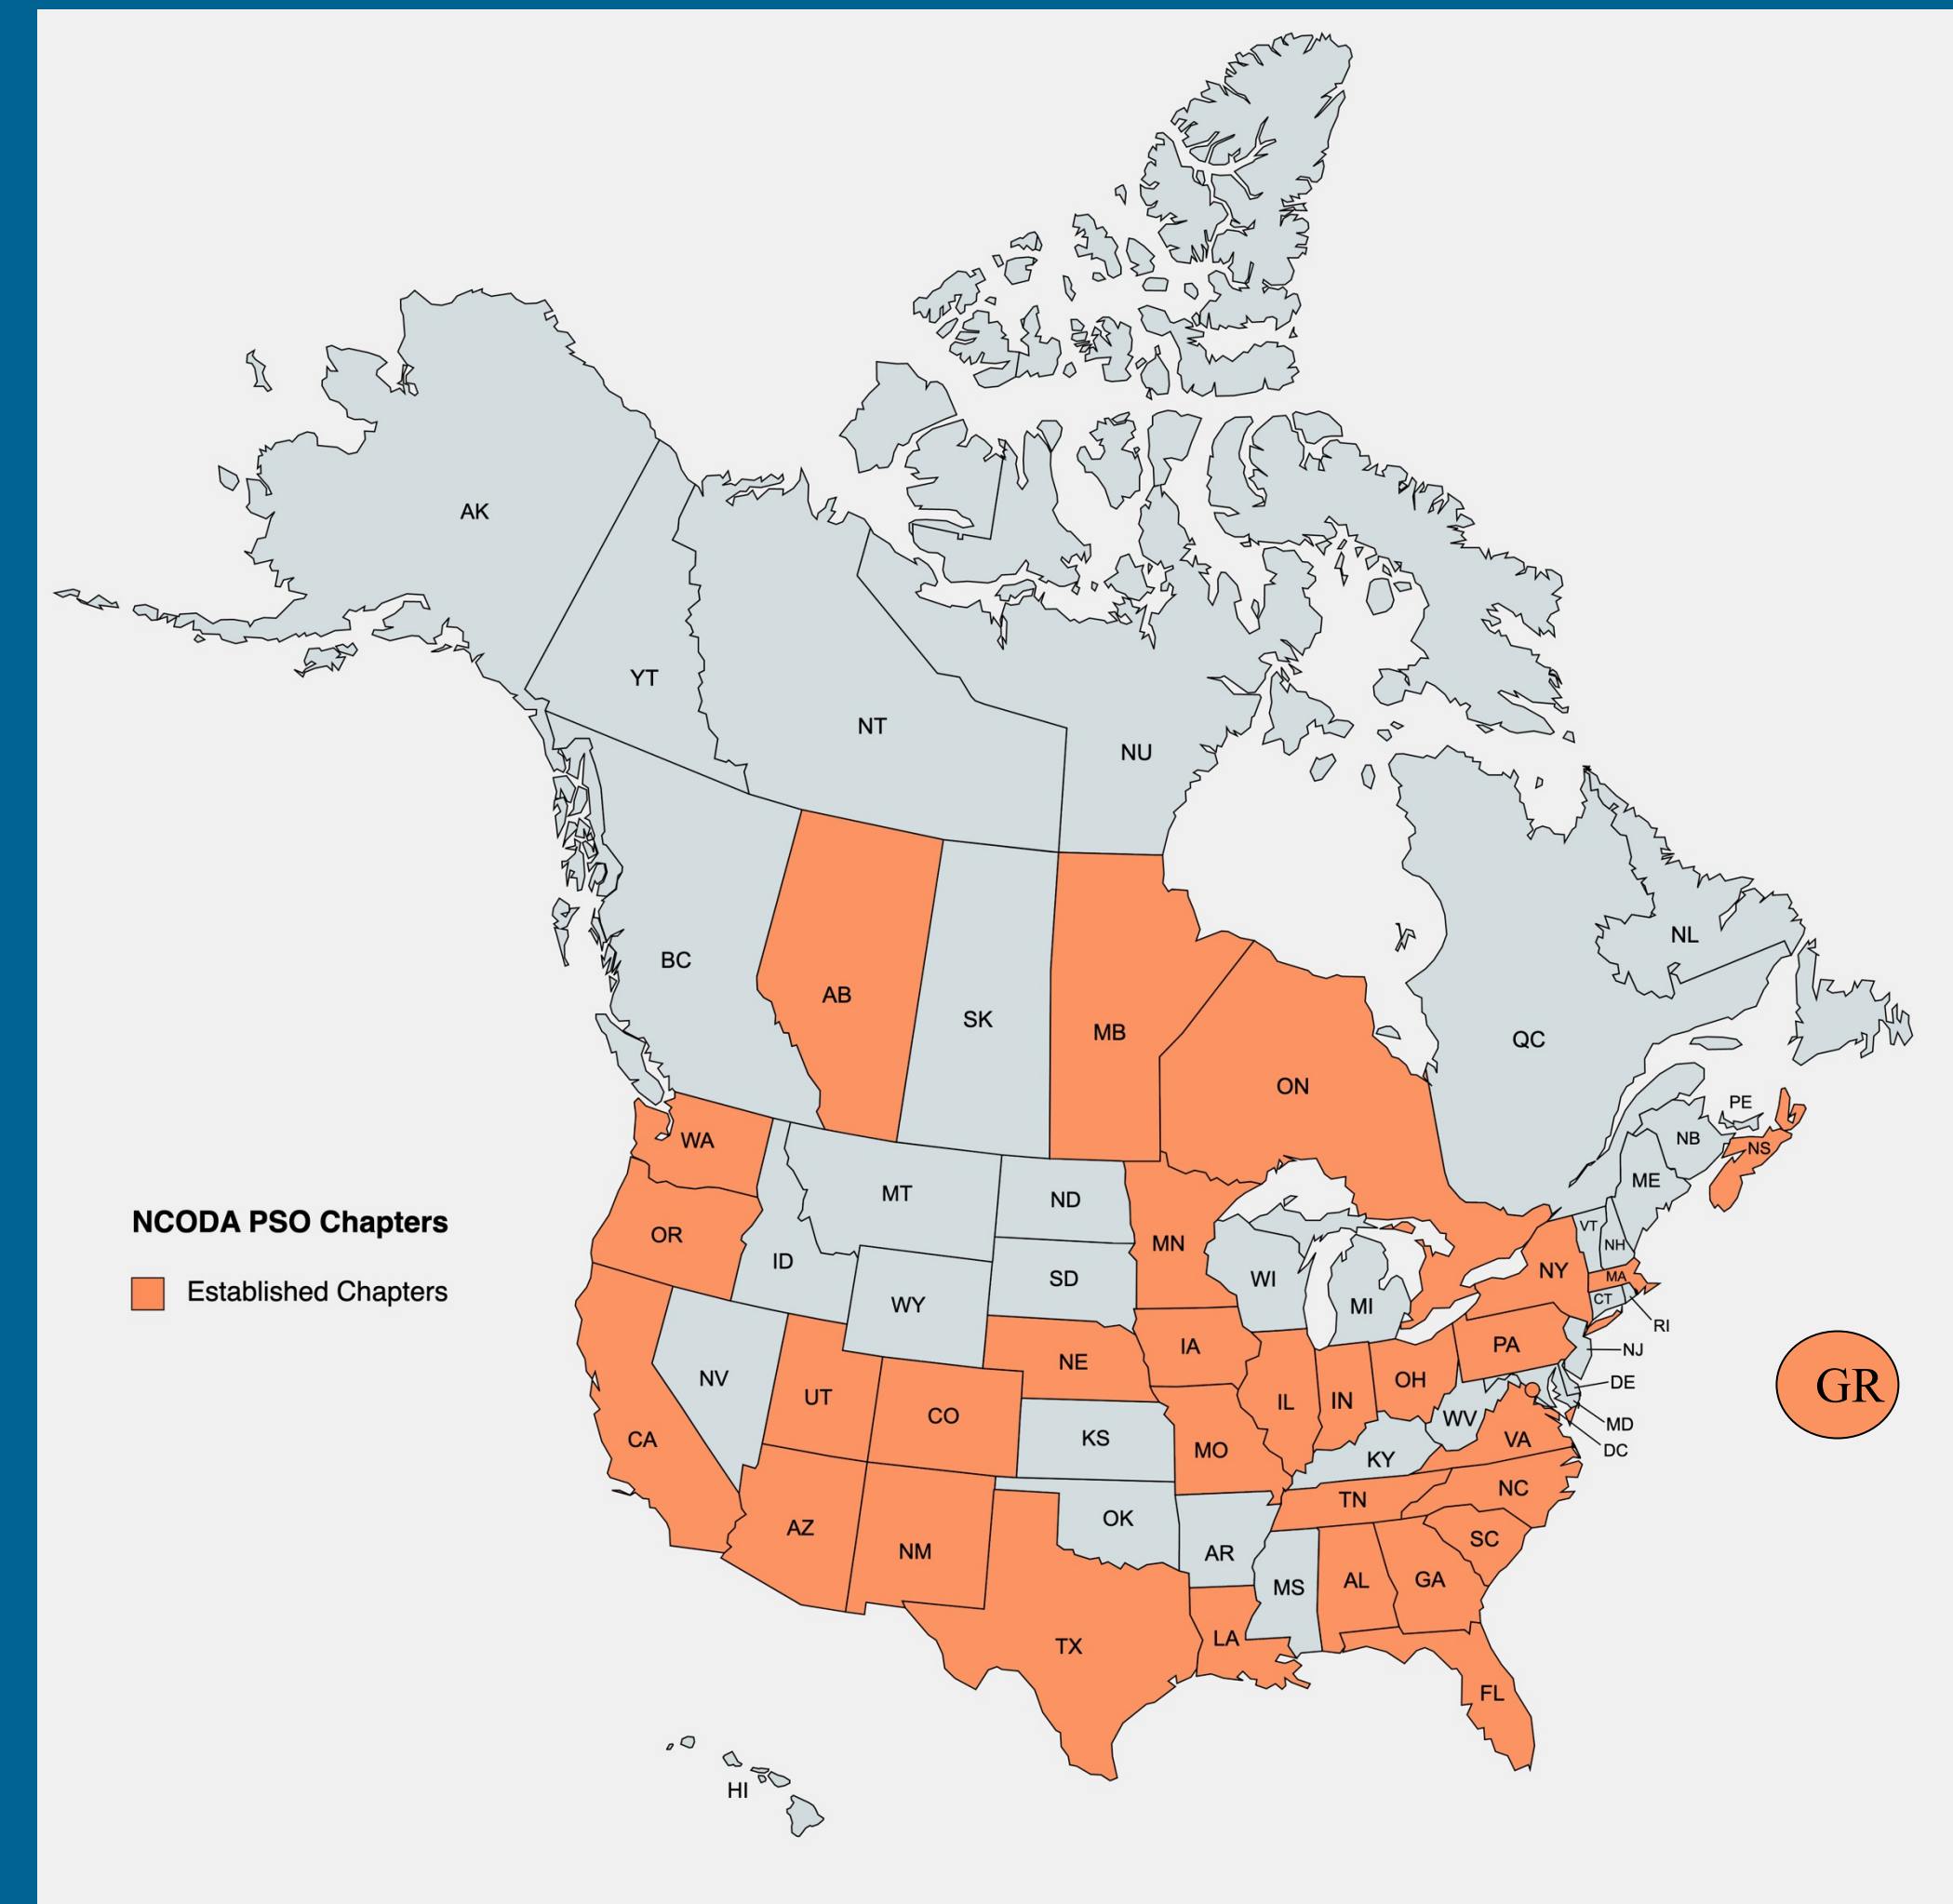 AK
YT
NT
NU
BC
AB
SK
MB
ON
QC
NL
PE
NB
NS
ME
WA
MT
ND
MN
OR
ID
SD
WI
MI
VT
NH
NY
MA
CT
RI
WY
NCODA PSO Chapters
Established Chapters
NE
IA
PA
NJ
NV
UT
CO
IL
IN
OH
DE
GR
CA
KS
MO
WV
KY
VA
MD
DC
AZ
NM
OK
AR
TN
NC
SC
MS
AL
GA
TX
LA
FL
HI